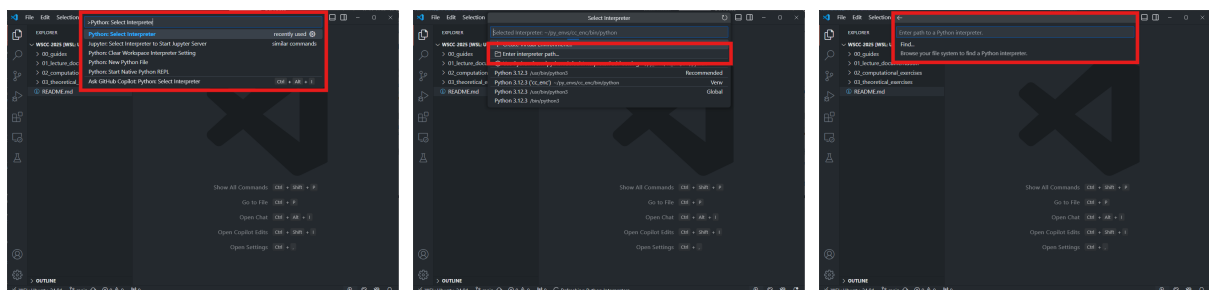 File Edit Selection
>Python: Select Interpreter
Python: Select Interpreter recently used
Jupyter: Select Interpreter to Start Jupyter Server similar commands
Python: Clear Workspace Interpreter Setting
Python: New Python File
Python: Start Native Python REPL
Ask GitHub Copilot: Python: Select Interpreter Ctrl + Alt + I
EXPLORER
WSCC-2025 [WSL: U
00_guides
01_lecture_doc
02_computation
03_theoretical
README.md
Show All Commands Ctrl + Shift + P
Go to File Ctrl + P
Open Chat Ctrl + Alt + I
Open Copilot Edits Ctrl + Shift + I
Open Settings Ctrl + ,
OUTLINE
File Edit Selection
Select Interpreter
Selected Interpreter: ~/py_envs/cc_enc/bin/python
Enter interpreter path...
Python 3.12.3 /usr/bin/python3 Recommended
Python 3.12.3 ('cc_enc') ~/py_envs/cc_enc/bin/python Venv
Python 3.12.3 /usr/bin/python3 Global
Python 3.12.3 /bin/python3
EXPLORER
WSCC-2025 [WSL: U
00_guides
01_lecture_docu
02_computation
03_theoretical_e
README.md
Show All Commands Ctrl + Shift + P
Go to File Ctrl + P
Open Chat Ctrl + Alt + I
Open Copilot Edits Ctrl + Shift + I
Open Settings Ctrl + ,
OUTLINE
File Edit Selection
Enter path to a Python interpreter.
Find...
Browse your file system to find a Python interpreter.
EXPLORER
WSCC-2025 [WSL: U
00_guides
01_lecture_documentation
02_computational_exercises
03_theoretical_exercises
README.md
Show All Commands Ctrl + Shift + P
Go to File Ctrl + P
Open Chat Ctrl + Alt + I
Open Copilot Edits Ctrl + Shift + I
Open Settings Ctrl + ,
OUTLINE